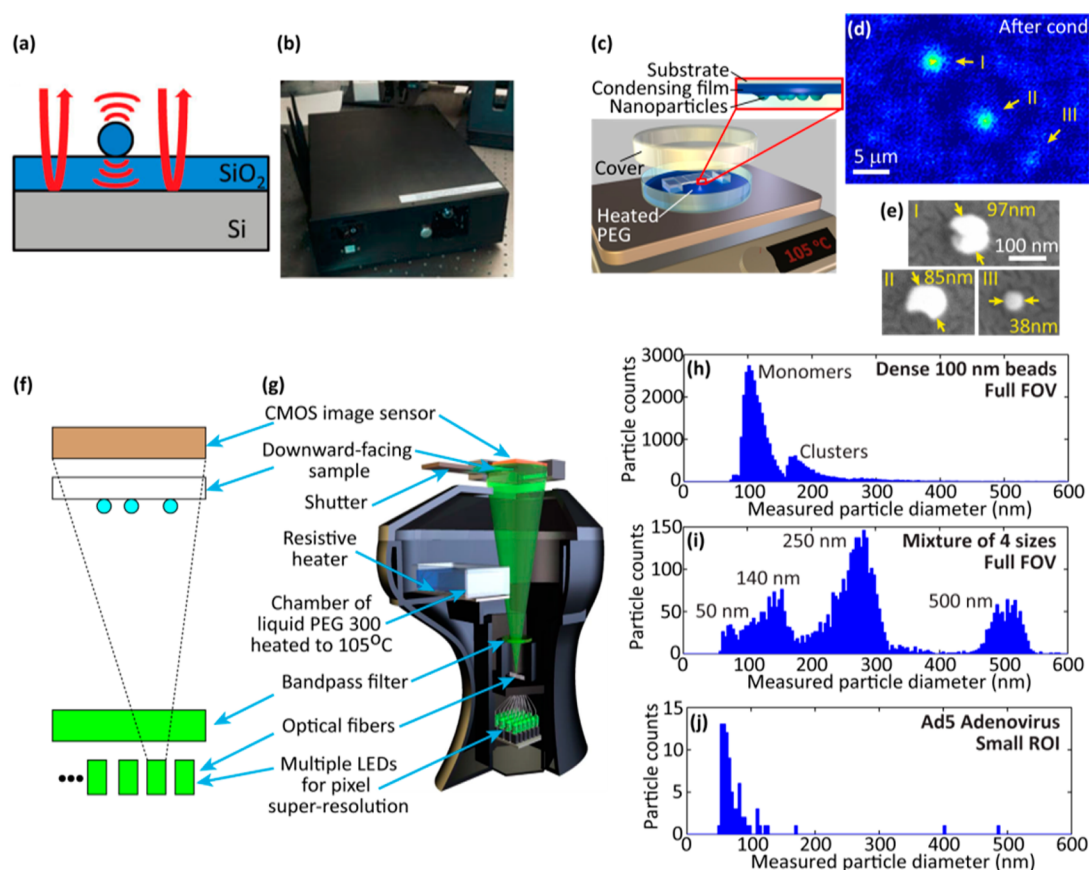 (a)
SiO2
Si
(b)
(c)
Substrate
Condensing film
Nanoparticles
Cover
Heated
PEG
105 °C
(d)
After cond
I
II
III
5 μm
(e)
I
97nm
100 nm
II
85nm
III
38nm
(f)
(g)
CMOS image sensor
Downward-facing
sample
Shutter
Resistive
heater
Chamber of
liquid PEG 300
heated to 105°C
Bandpass filter
Optical fibers
Multiple LEDs
for pixel
super-resolution
(h)
Dense 100 nm beads
Full FOV
Monomers
Clusters
Particle counts
3000
2000
1000
0
0 100 200 300 400 500 600
Measured particle diameter (nm)
(i)
Mixture of 4 sizes
Full FOV
250 nm
140 nm
50 nm
500 nm
Particle counts
150
100
50
0
0 100 200 300 400 500 600
Measured particle diameter (nm)
(j)
Ad5 Adenovirus
Small ROI
Particle counts
15
10
5
0
0 100 200 300 400 500 600
Measured particle diameter (nm)